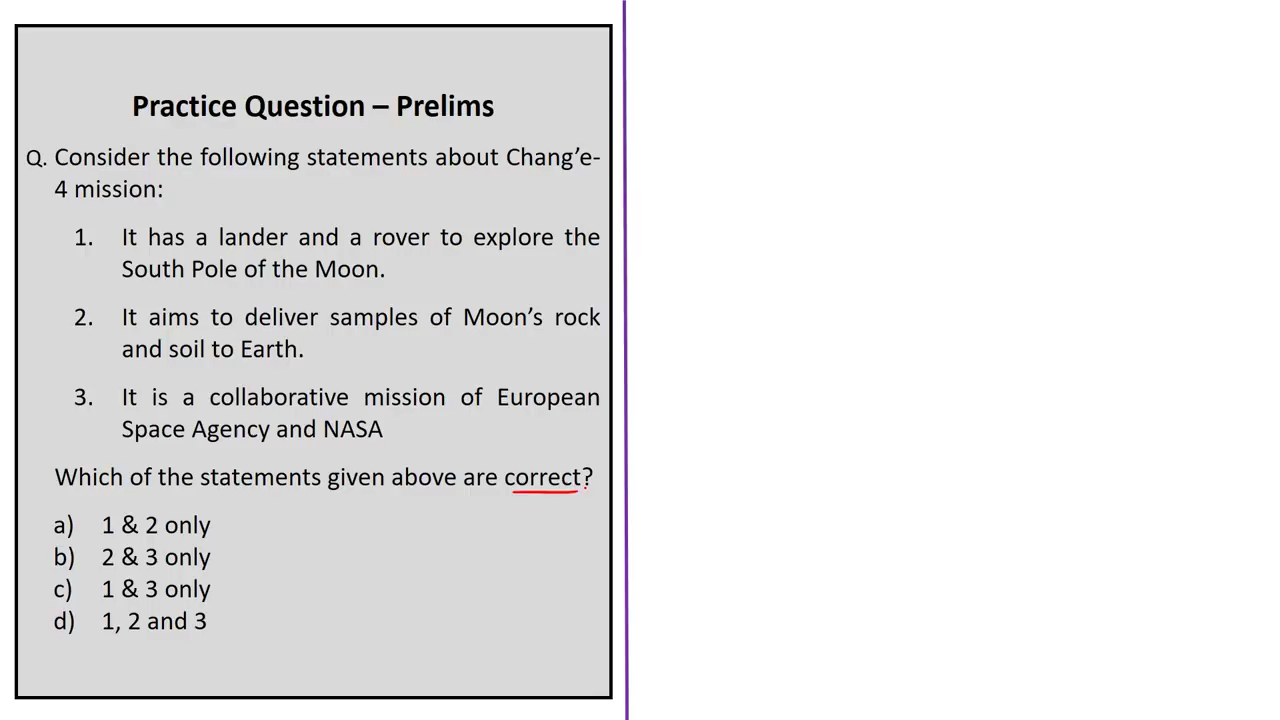 Practice Question – Prelims
Q. Consider the following statements about Chang’e-
4 mission:
1. It has a lander and a rover to explore the
South Pole of the Moon.
2. It aims to deliver samples of Moon’s rock
and soil to Earth.
3. It is a collaborative mission of European
Space Agency and NASA
Which of the statements given above are correct?
a) 1 & 2 only
b) 2 & 3 only
c) 1 & 3 only
d) 1, 2 and 3